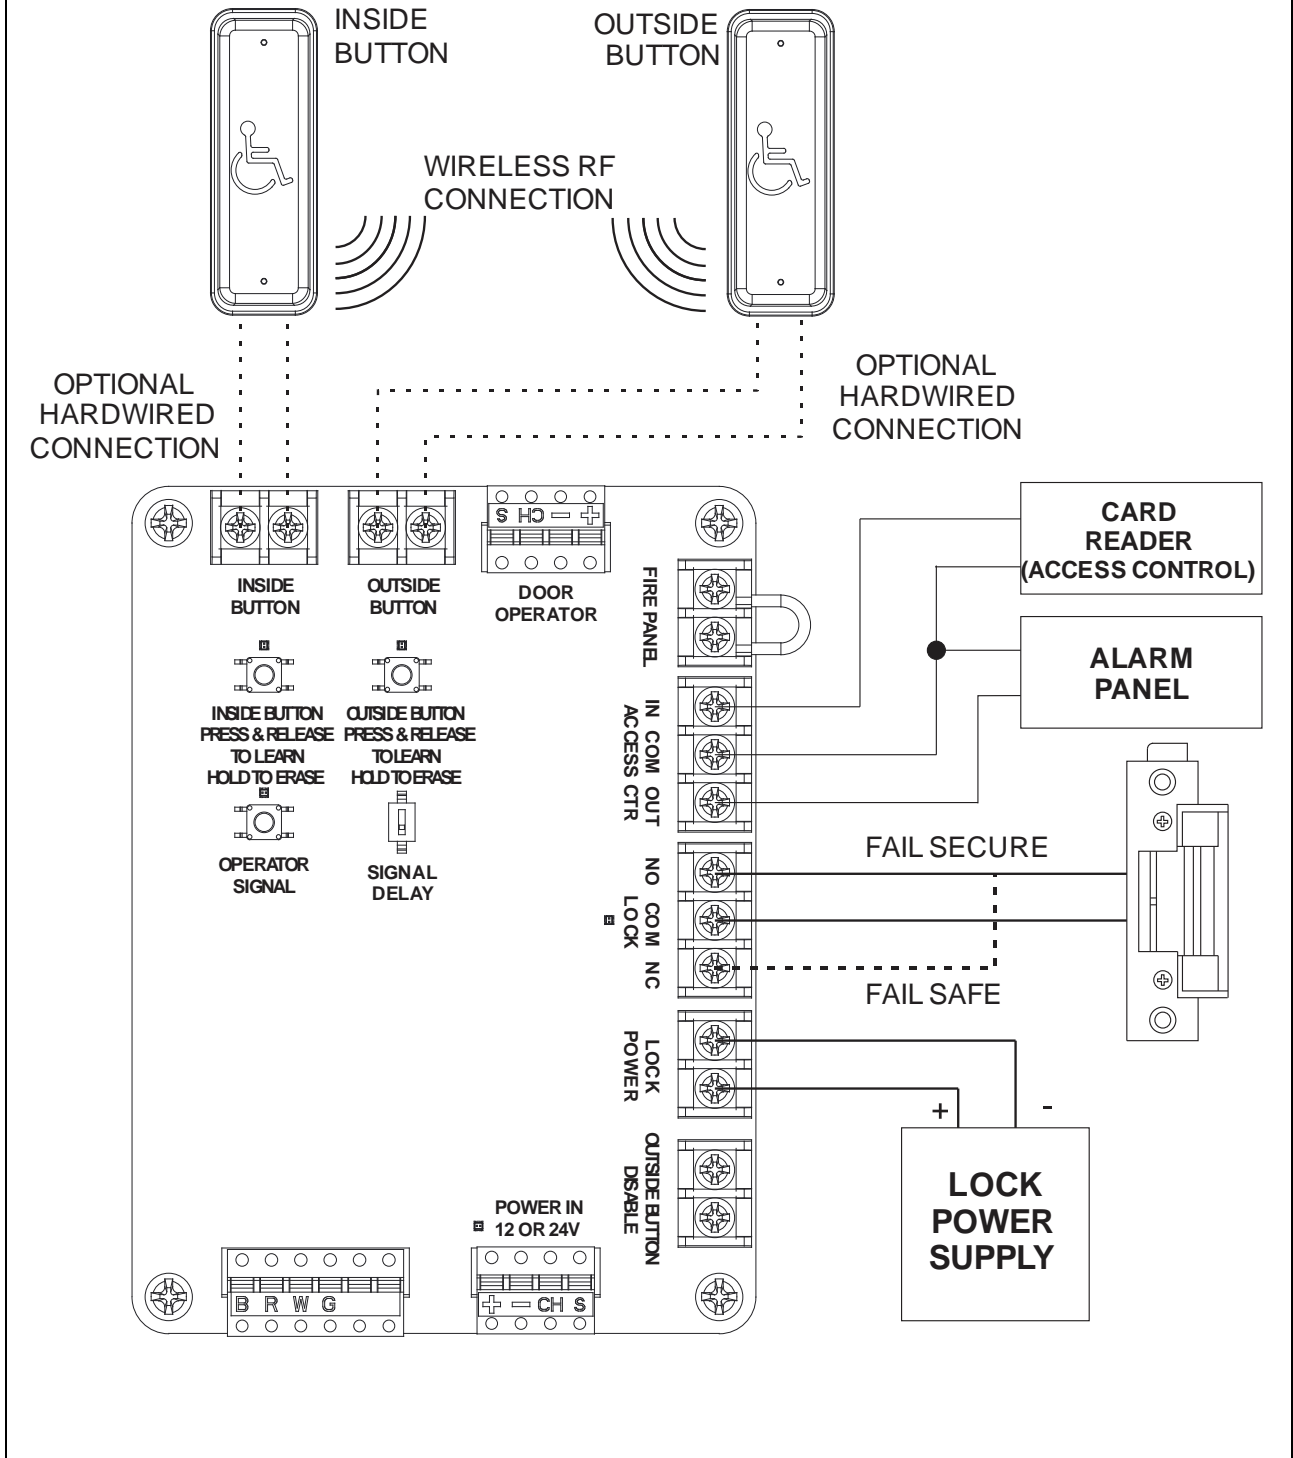 INSIDE
BUTTON
OUTSIDE
BUTTON
WIRELESS RF
CONNECTION
OPTIONAL
HARDWIRED
CONNECTION
OPTIONAL
HARDWIRED
CONNECTION
S CH — +
INSIDE
BUTTON
OUTSIDE
BUTTON
DOOR
OPERATOR
FIRE PANEL
CARD
READER
(ACCESS CONTROL)
ALARM
PANEL
INSIDE BUTTON
PRESS & RELEASE
TO LEARN
HOLD TO ERASE
OUTSIDE BUTTON
PRESS & RELEASE
TO LEARN
HOLD TO ERASE
IN COM OUT
ACCESS CTR
OPERATOR
SIGNAL
SIGNAL
DELAY
NO COM NC
LOCK
FAIL SECURE
FAIL SAFE
LOCK
POWER
+ -
LOCK
POWER
SUPPLY
OUTSIDE BUTTON
DISABLE
POWER IN
12 OR 24V
B R W G
+ — CH S